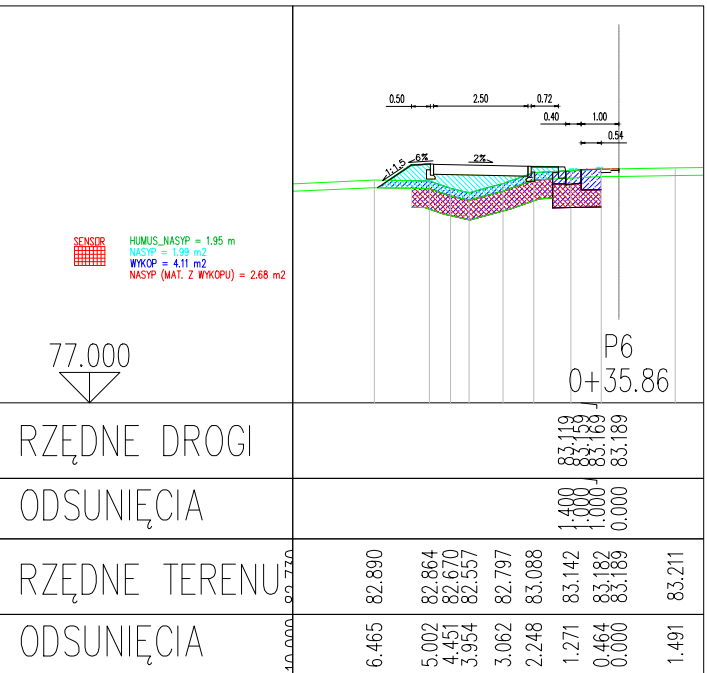 0.50 2.50 0.72
0.40 1.00
0.54
1:1.5 6% 2%
SENSOR
HUMUS_NASYP = 1.95 m
NASYP = 1.99 m2
WYKOP = 4.11 m2
NASYP (MAT. Z WYKOPU) = 2.68 m2
77.000
P6
0+35.86
RZĘDNE DROGI 83.119 83.159 83.169 83.189
ODSUNIĘCIA 1.400 1.000 1.000 0.000
RZĘDNE TERENU 82.730 82.890 82.864 82.670 82.557 82.797 83.088 83.142 83.182 83.189 83.211
ODSUNIĘCIA 10.000 6.465 5.002 4.451 3.954 3.062 2.248 1.271 0.464 0.000 1.491